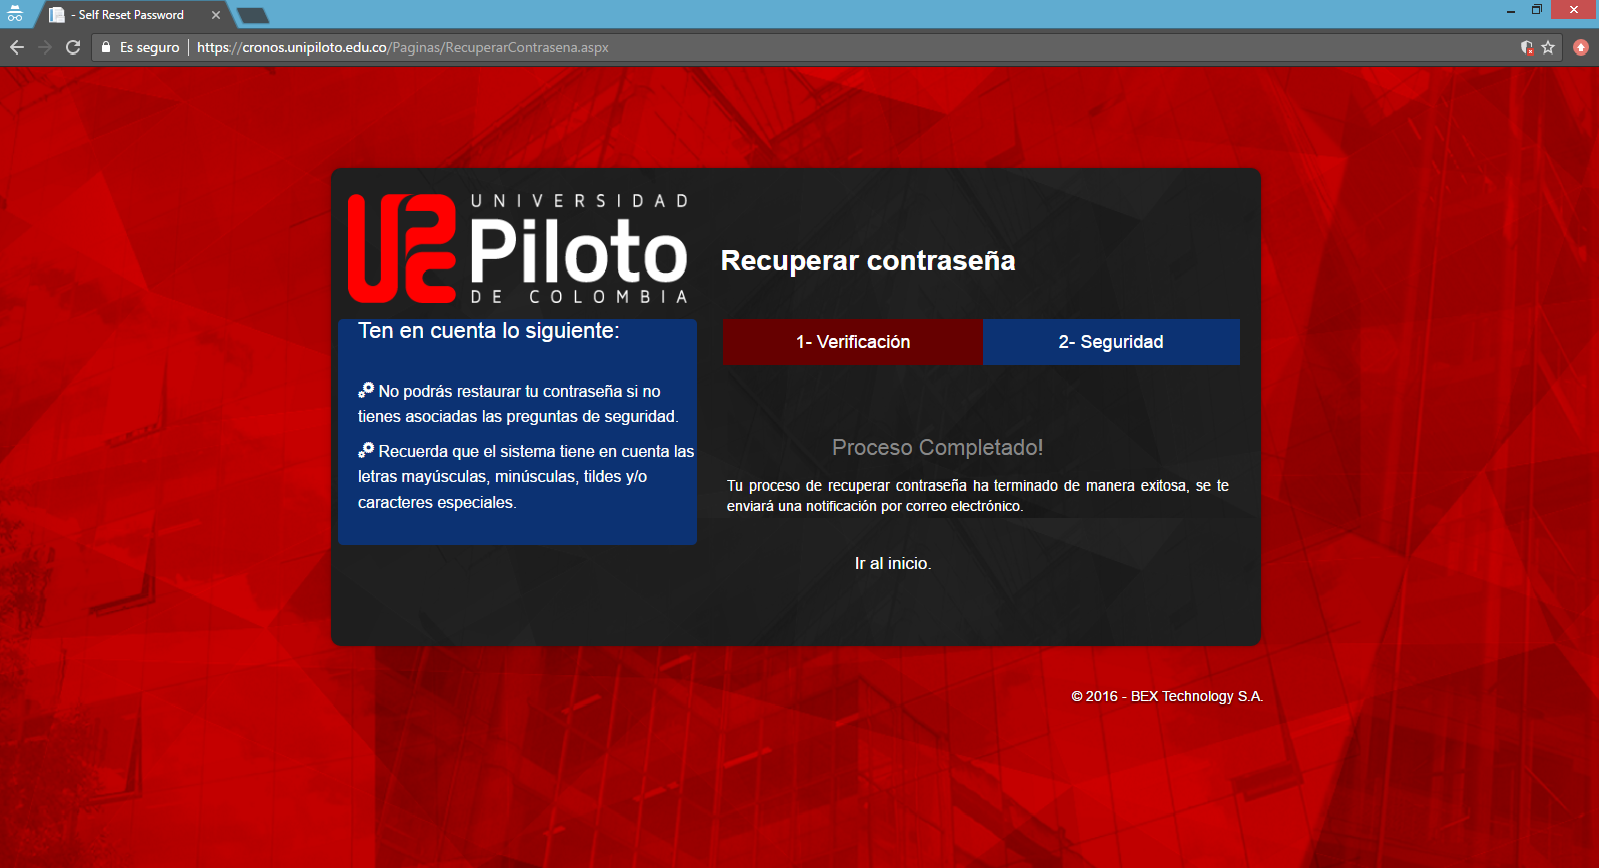 - Self Reset Password
Es seguro
https://cronos.unipiloto.edu.co/Paginas/RecuperarContrasena.aspx
UNIVERSIDAD
Piloto
DE COLOMBIA
Recuperar contraseña
Ten en cuenta lo siguiente:
No podrás restaurar tu contraseña si no
tienes asociadas las preguntas de seguridad.
Recuerda que el sistema tiene en cuenta las
letras mayúsculas, minúsculas, tildes y/o
caracteres especiales.
1- Verificación
2- Seguridad
Proceso Completado!
Tu proceso de recuperar contraseña ha terminado de manera exitosa, se te
enviará una notificación por correo electrónico.
Ir al inicio.
© 2016 - BEX Technology S.A.